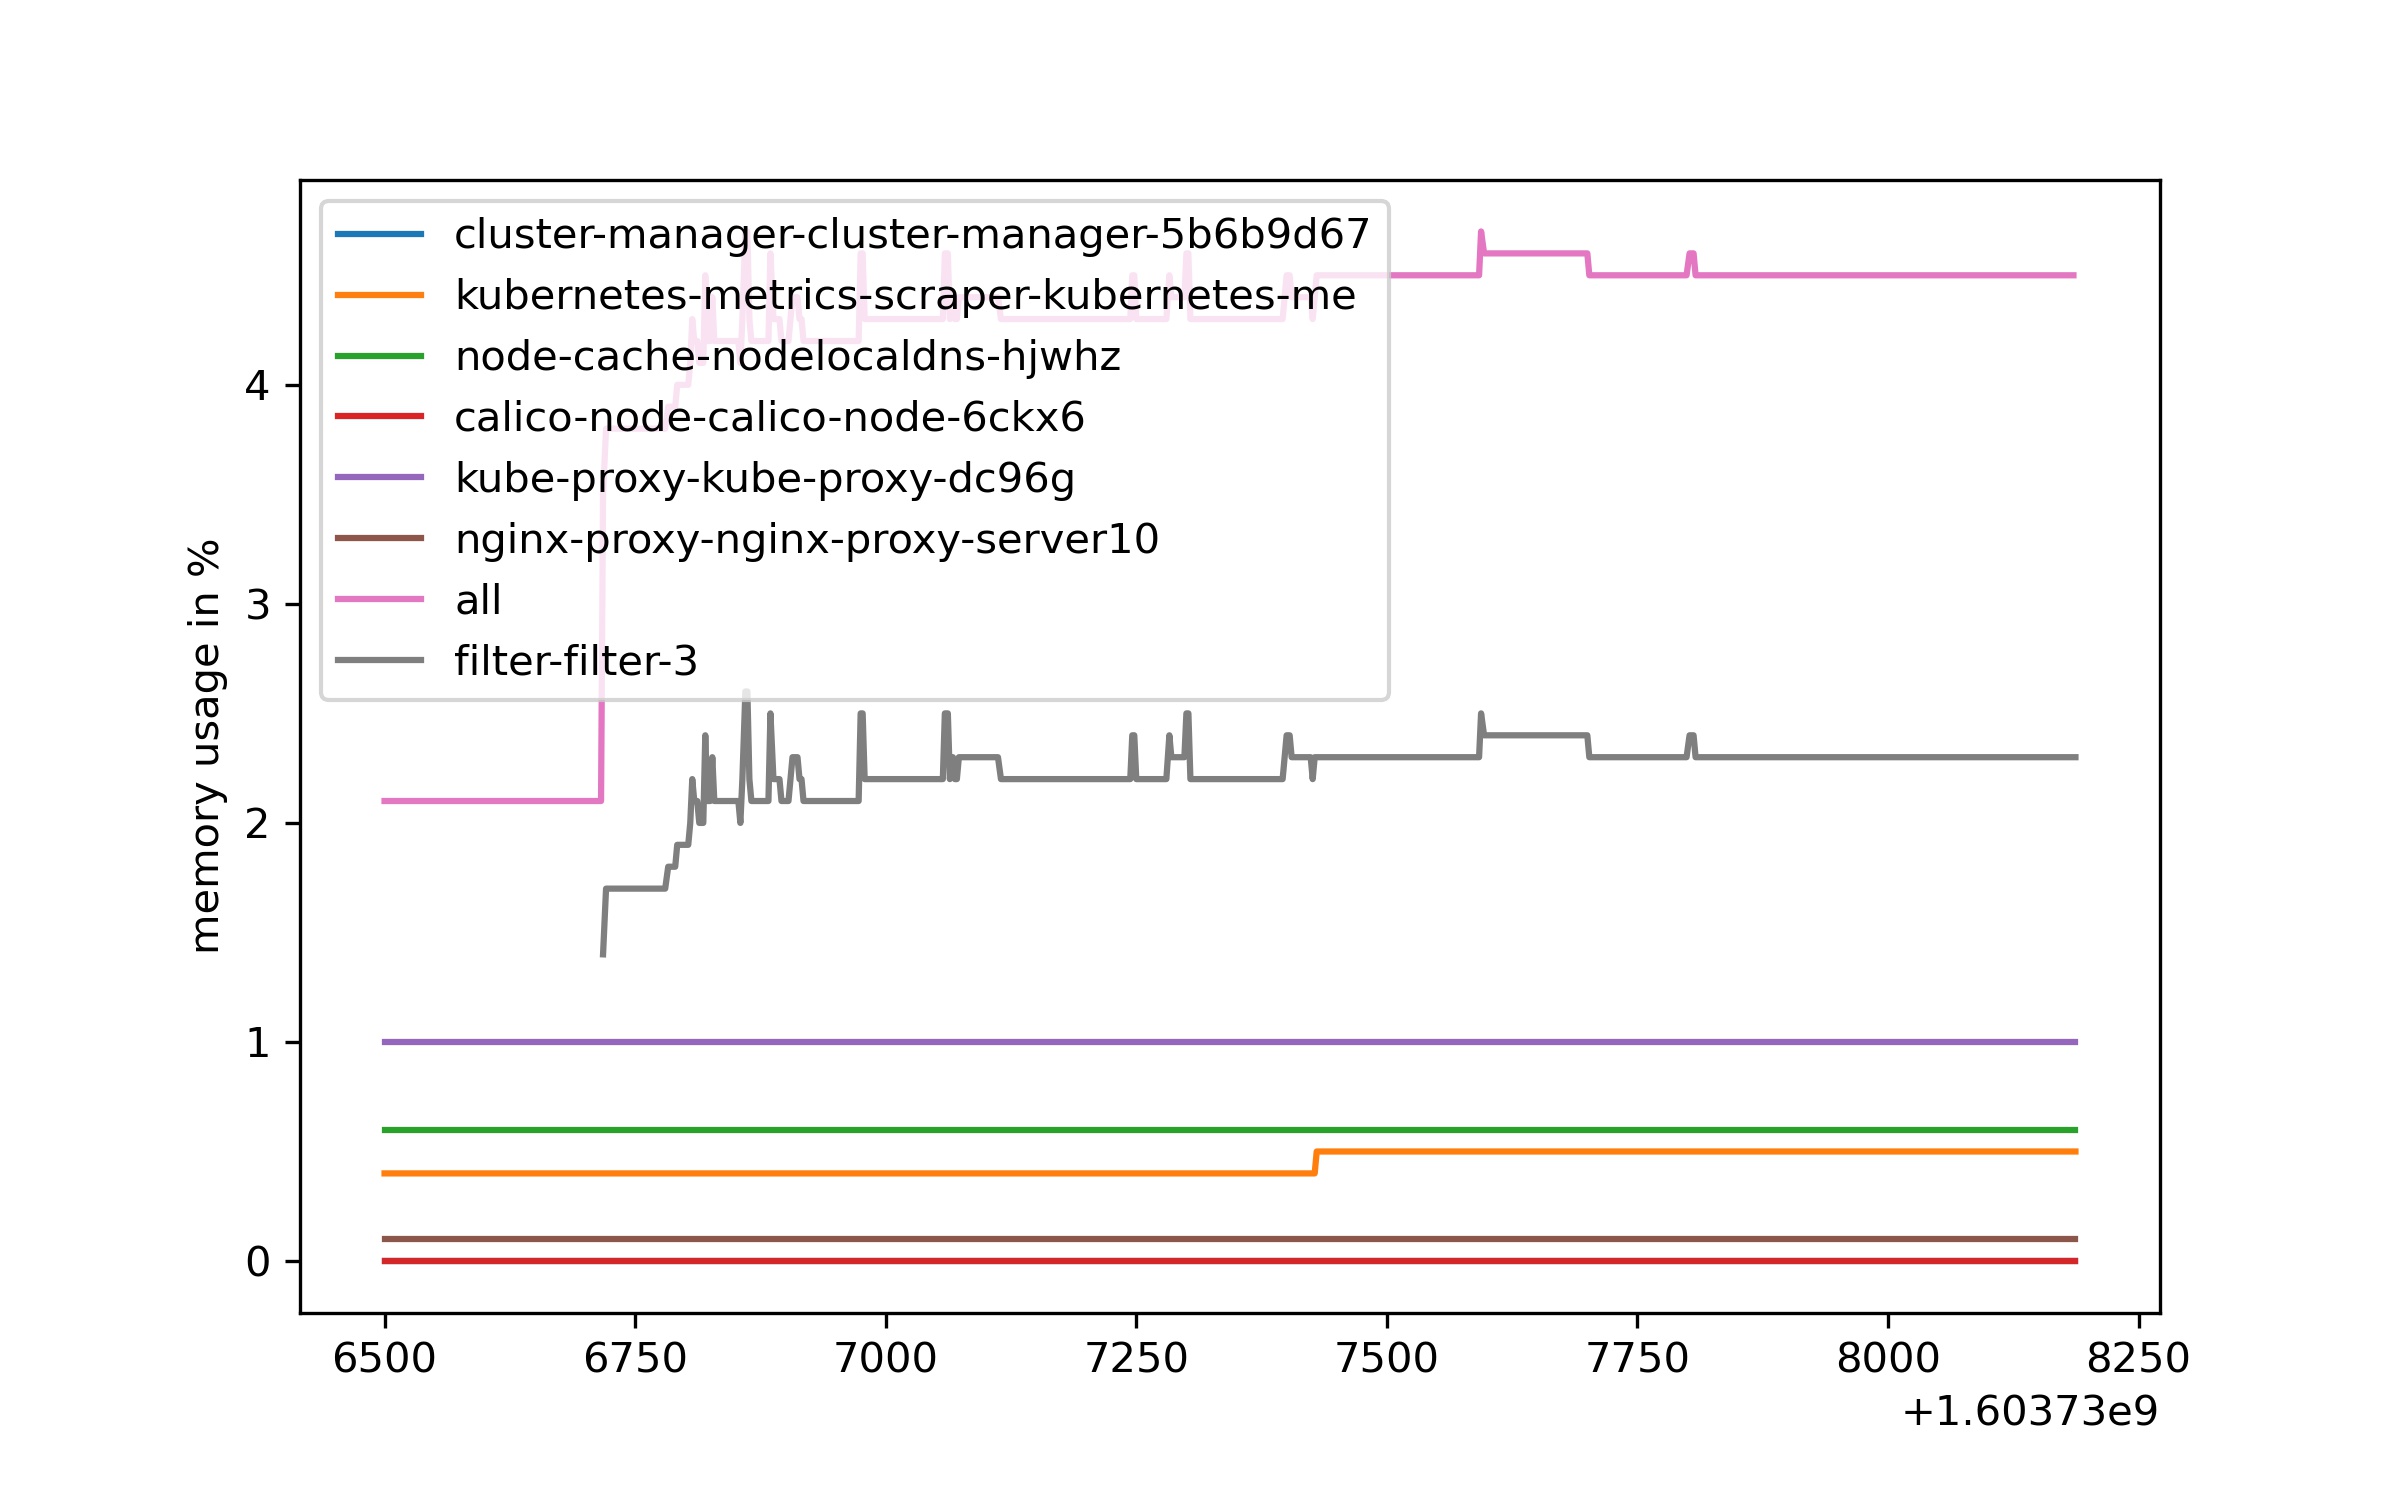 cluster-manager-cluster-manager-5b6b9d67
kubernetes-metrics-scraper-kubernetes-me
node-cache-nodelocaldns-hjwhz
calico-node-calico-node-6ckx6
kube-proxy-kube-proxy-dc96g
nginx-proxy-nginx-proxy-server10
all
filter-filter-3
memory usage in %
4
3
2
1
0
6500 6750 7000 7250 7500 7750 8000 8250
+1.60373e9